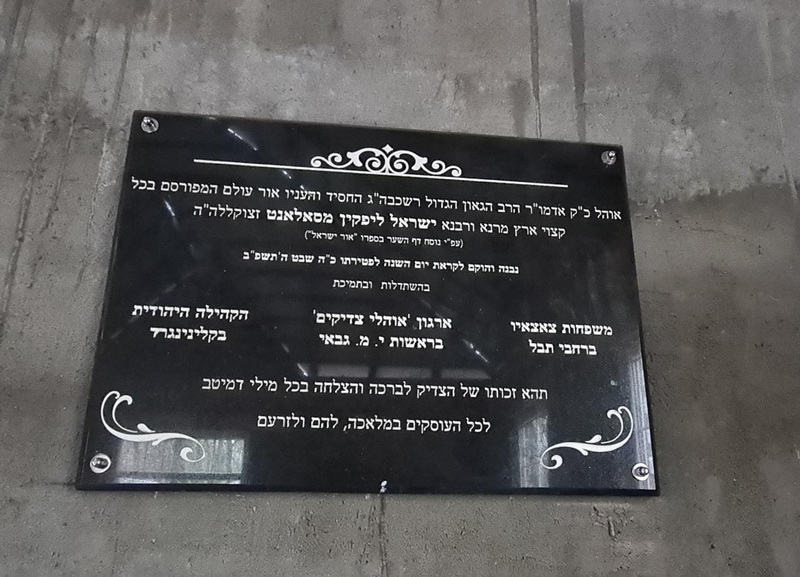 אוהל כ"ק אדמו"ר הרב הגאון הגדול רשכבה"ג החסיד והעניו אור עולם המפורסם בכל
קצוי ארץ מרנא ורבנא ישראל ליפקין מסאלאנט זצוקללה"ה
(עפ"י נוסח דף השער בספרו "אור ישראל")
נבנה והוקם לקראת יום השנה לפטירתו כ"ה שבט ה'תשפ"ב
בהשתדלות ובתמיכת
משפחות צאצאיו
ברחבי תבל
ארגון 'אוהלי צדיקים'
בראשות י. מ. גבאי
הקהילה היהודית
בקלינינגרד
תהא זכותו של הצדיק לברכה והצלחה בכל מילי דמיטב
לכל העוסקים במלאכה, להם ולזרעם